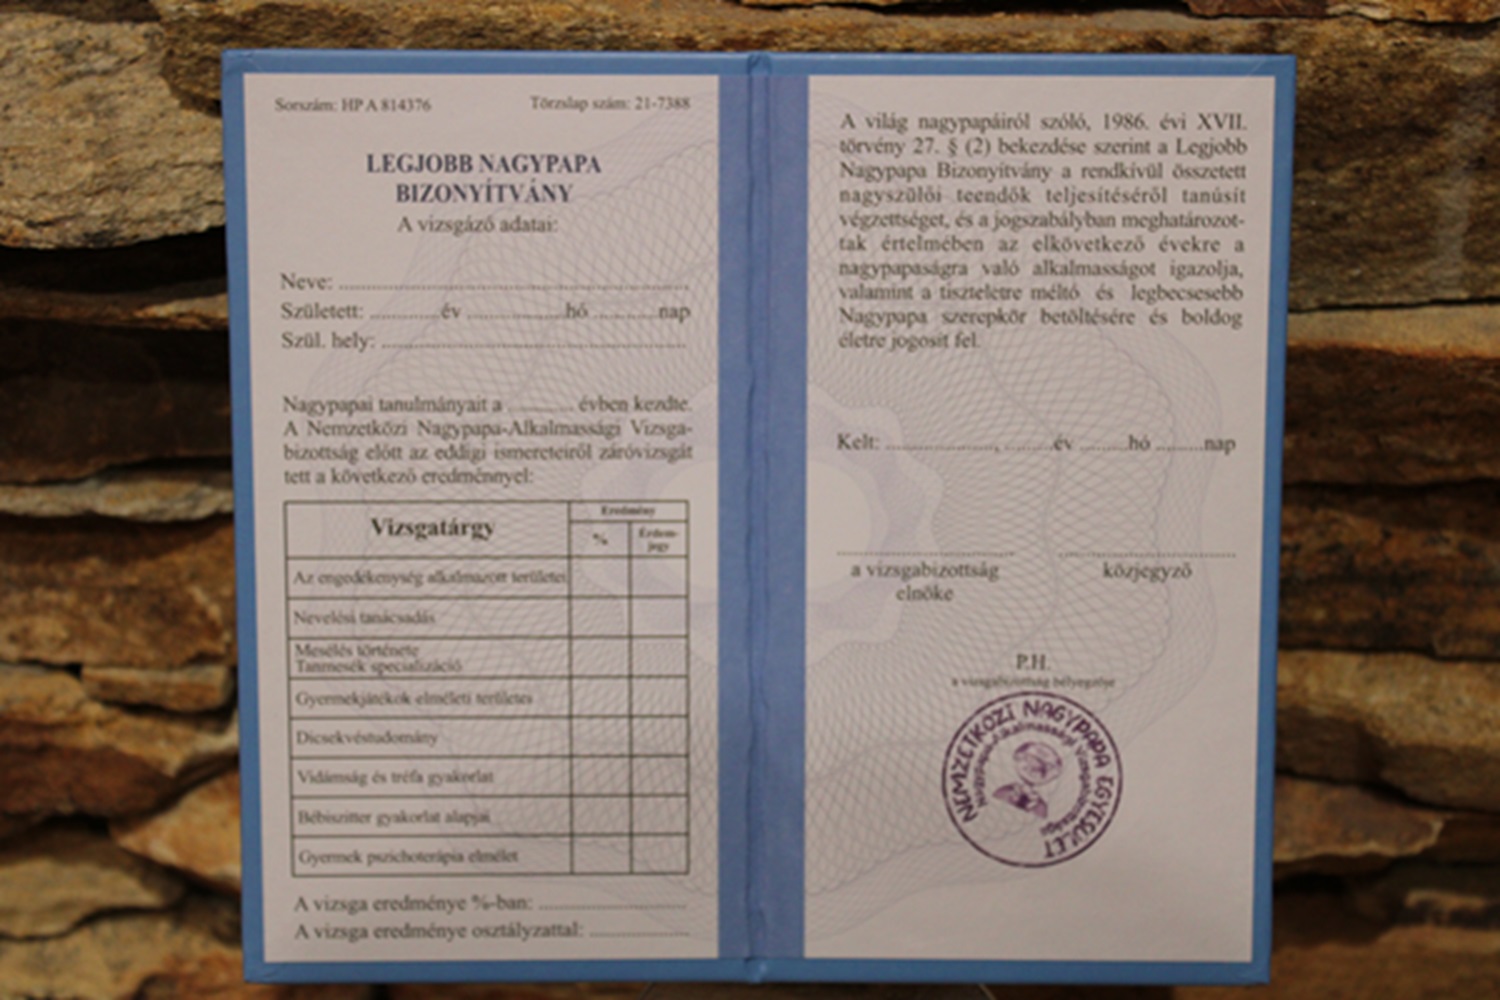 Sorszám: HP A 814376 Törzslap szám: 21-7388
LEGJOBB NAGYPAPA
BIZONYÍTVÁNY
A vizsgázó adatai:
Neve: ........................
Született: ............év ..................hó ............nap
Szül. hely: ........................
Nagypapai tanulmányait a ............ évben kezdte.
A Nemzetközi Nagypapa-Alkalmassági Vizsga-
bizottság előtt az eddigi ismereteiről záróvizsgát
tett a következő eredménnyel:
Vizsgatárgy
Eredmény
%
Érdem-
jegy
Az engedékenység alkalmazott területei
Nevelési tanácsadás
Mesélés története
Tanmesék specializáció
Gyermekjátékok elméleti területes
Dicsekvéstudomány
Vidámság és tréfa gyakorlat
Bébiszitter gyakorlat alapjai
Gyermek pszichoterápia elmélet
A vizsga eredménye %-ban: ........................
A vizsga eredménye osztályzattal: ................
A világ nagypapáiról szóló, 1986. évi XVII.
törvény 27. § (2) bekezdése szerint a Legjobb
Nagypapa Bizonyítvány a rendkívül összetett
nagyszülői teendők teljesítéséről tanúsít
végzettséget, és a jogszabályban meghatározot-
tak értelmében az elkövetkező évekre a
nagypapaságra való alkalmasságot igazolja,
valamint a tiszteletre méltó és legbecsesebb
Nagypapa szerepkör betöltésére és boldog
életre jogosít fel.
Kelt: ...................., .........év ........hó .........nap
a vizsgabizottság
elnöke
közjegyző
P.H.
a vizsgabizottság bélyegzője
NEMZETKÖZI NAGYPAPA EGYESÜLET
Nagypapa-Alkalmassági Vizsgabizottsága